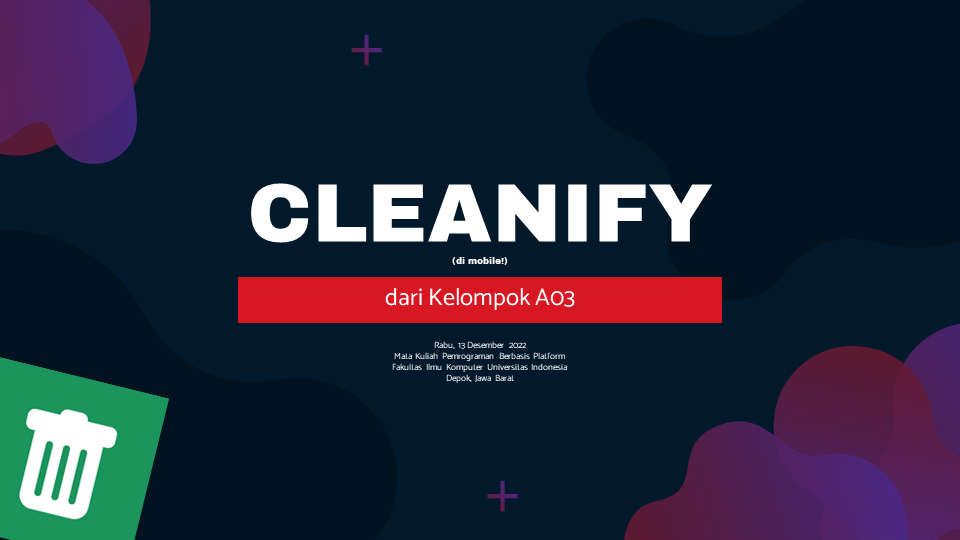 CLEANIFY
(di mobile!)
dari Kelompok A03
Rabu, 13 Desember 2022
Mata Kuliah Pemrograman Berbasis Platform
Fakultas Ilmu Komputer Universitas Indonesia
Depok, Jawa Barat